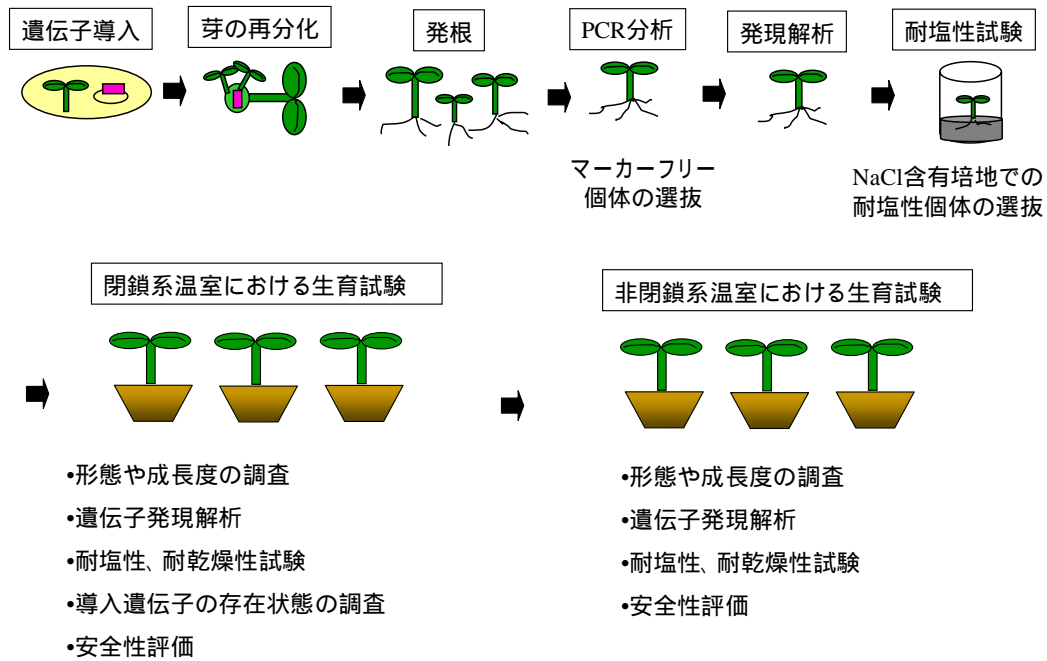 遺伝子導入
芽の再分化
発根
PCR分析
発現解析
耐塩性試験
マーカーフリー
個体の選抜
NaCl含有培地での
耐塩性個体の選抜
閉鎖系温室における生育試験
•形態や成長度の調査
•遺伝子発現解析
•耐塩性、耐乾燥性試験
•導入遺伝子の存在状態の調査
•安全性評価
非閉鎖系温室における生育試験
•形態や成長度の調査
•遺伝子発現解析
•耐塩性、耐乾燥性試験
•安全性評価